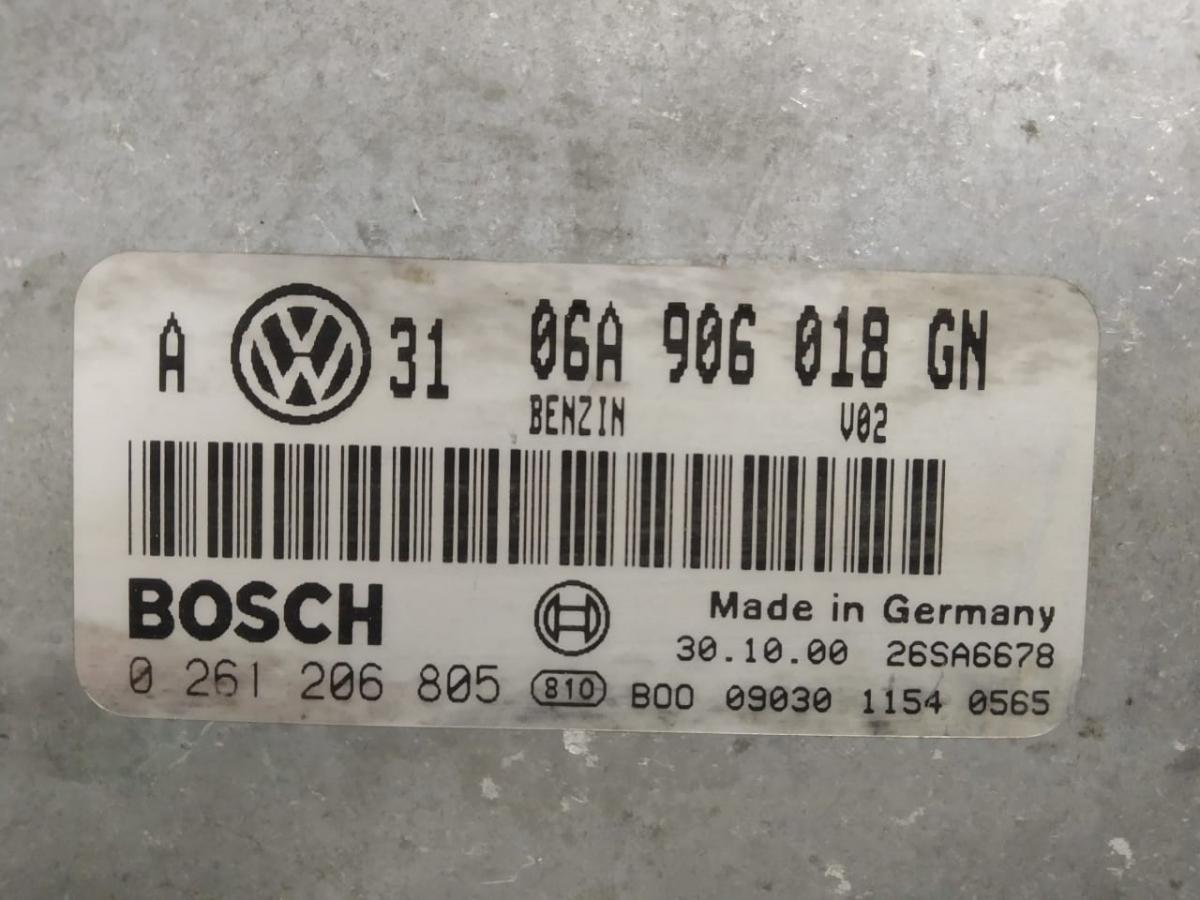 A VW 31 06A 906 018 GN
BENZIN V02
BOSCH Made in Germany
30.10.00 26SA6678
0 261 206 805 810 B00 09030 1154 0565